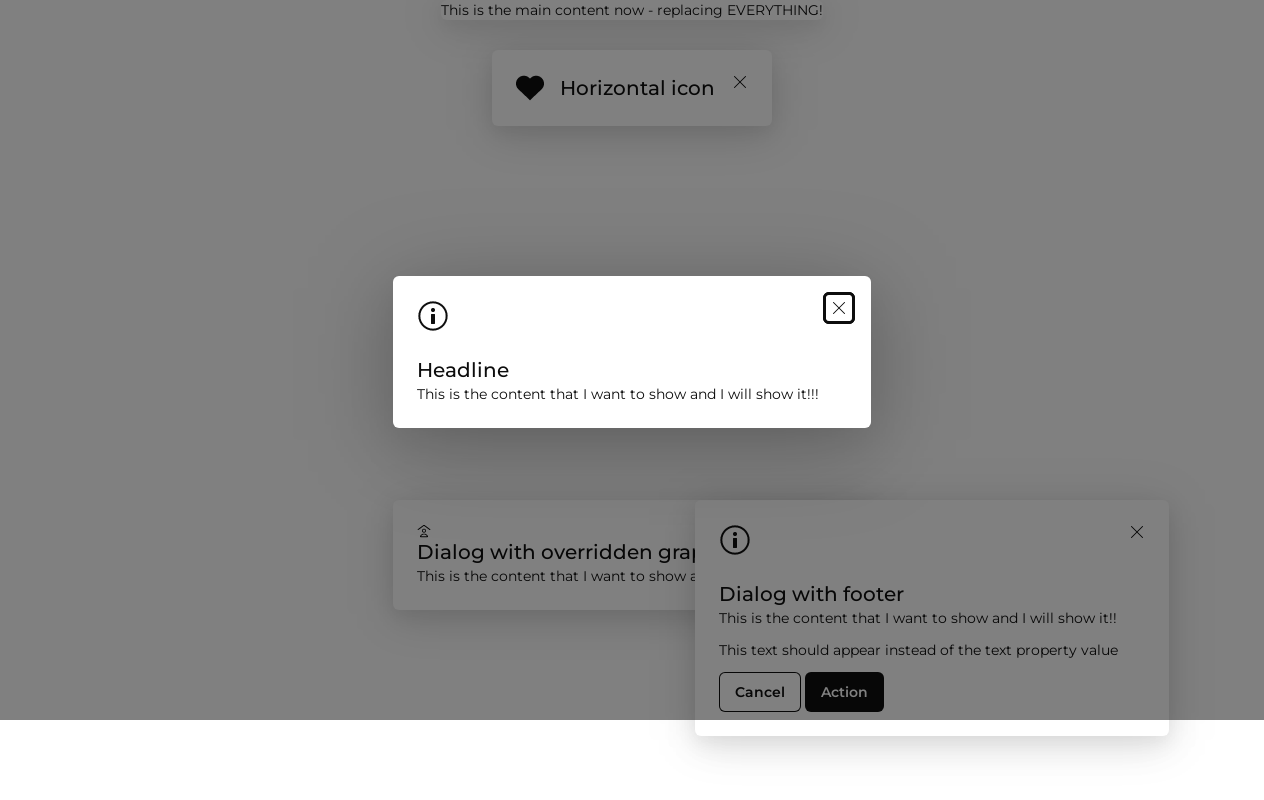 This is the main content now - replacing EVERYTHING!
Horizontal icon
Headline
This is the content that I want to show and I will show it!!!
Dialog with overridden
This is the content that I want to show
Dialog with footer
This is the content that I want to show and I will show it!!
This text should appear instead of the text property value
Cancel
Action